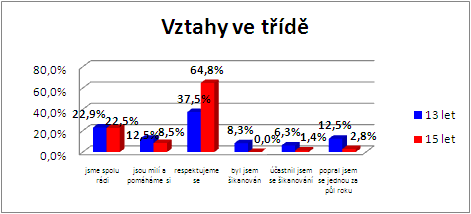 Vztahy ve třídě
80,0%
60,0%
40,0%
20,0%
0,0%
22,9%
22,5%
12,5%
8,5%
37,5%
64,8%
8,3%
0,0%
6,3%
1,4%
12,5%
2,8%
jsme spolu
rádi
jsou milí a
pomáháme si
respektujeme
se
byl jsem
šikanován
účastnil jsem
se šikanování
popral jsem
se jednou za
půl roku
13 let
15 let